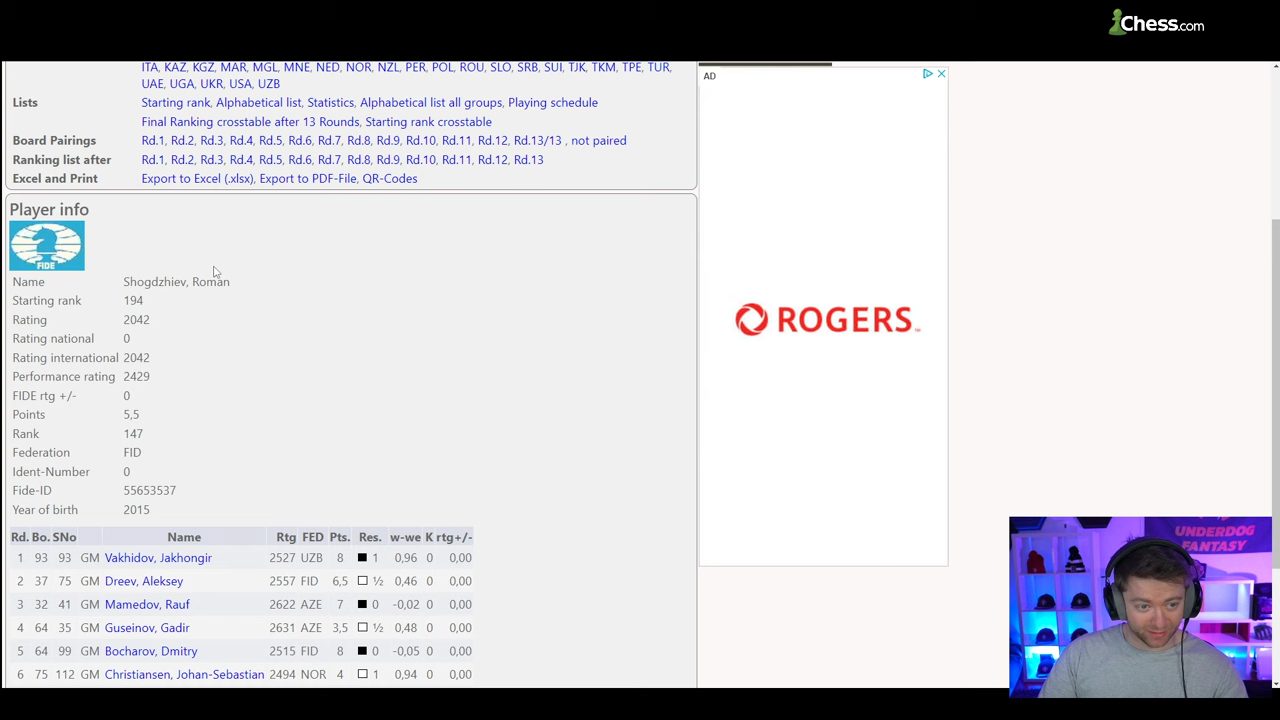 Chess.com
ITA, KAZ, KGZ, MAR, MGL, MNE, NED, NOR, NZL, PER, POL, ROU, SLO, SRB, SUI, TJK, TKM, TPE, TUR,
UAE, UGA, UKR, USA, UZB
Lists Starting rank, Alphabetical list, Statistics, Alphabetical list all groups, Playing schedule
Final Ranking crosstable after 13 Rounds, Starting rank crosstable
Board Pairings Rd.1, Rd.2, Rd.3, Rd.4, Rd.5, Rd.6, Rd.7, Rd.8, Rd.9, Rd.10, Rd.11, Rd.12, Rd.13/13 , not paired
Ranking list after Rd.1, Rd.2, Rd.3, Rd.4, Rd.5, Rd.6, Rd.7, Rd.8, Rd.9, Rd.10, Rd.11, Rd.12, Rd.13
Excel and Print Export to Excel (.xlsx), Export to PDF-File, QR-Codes
AD
ROGERS™
Player info
FIDE
Name Shogdzhiev, Roman
Starting rank 194
Rating 2042
Rating national 0
Rating international 2042
Performance rating 2429
FIDE rtg +/- 0
Points 5,5
Rank 147
Federation FID
Ident-Number 0
Fide-ID 55653537
Year of birth 2015
Rd. Bo. SNo Name Rtg FED Pts. Res. w-we K rtg+/-
1 93 93 GM Vakhidov, Jakhongir 2527 UZB 8 1 0,96 0 0,00
2 37 75 GM Dreev, Aleksey 2557 FID 6,5 ½ 0,46 0 0,00
3 32 41 GM Mamedov, Rauf 2622 AZE 7 0 -0,02 0 0,00
4 64 35 GM Guseinov, Gadir 2631 AZE 3,5 ½ 0,48 0 0,00
5 64 99 GM Bocharov, Dmitry 2515 FID 8 0 -0,05 0 0,00
6 75 112 GM Christiansen, Johan-Sebastian 2494 NOR 4 1 0,94 0 0,00
UNDERDOG
FANTASY